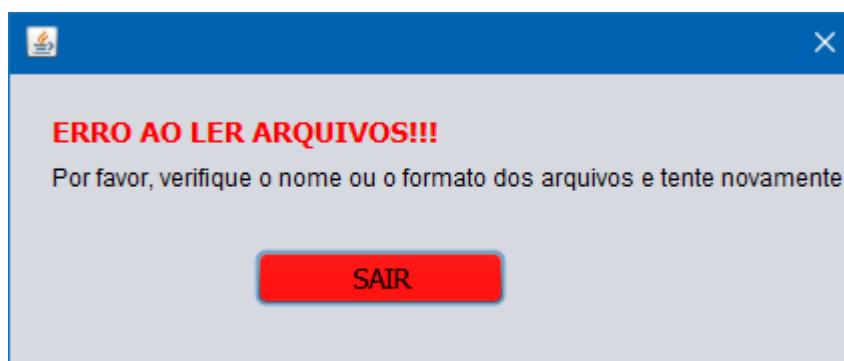 ERRO AO LER ARQUIVOS!!!
Por favor, verifique o nome ou o formato dos arquivos e tente novamente
SAIR